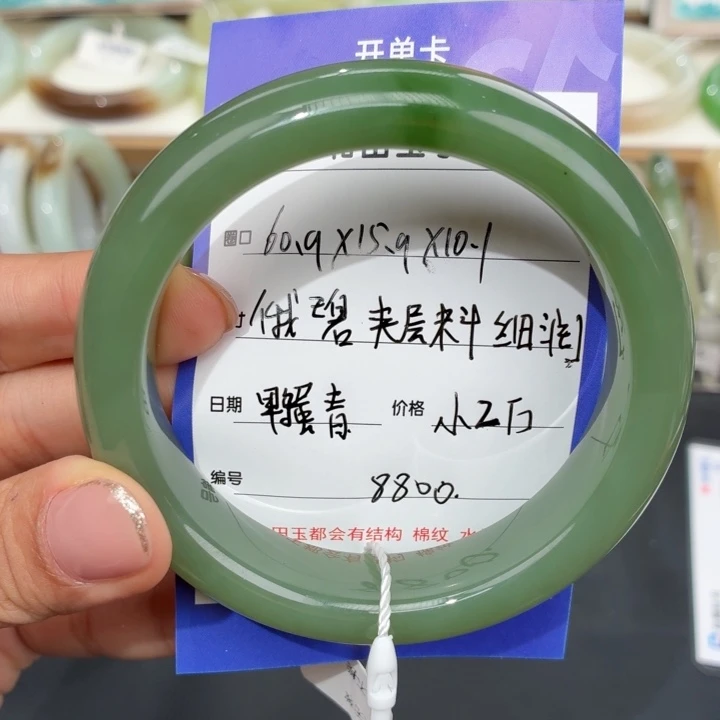 开单卡
圈口 60.9X15.9X10.1
俄碧 夹层料 细润
日期 鸭蛋青 价格 小2石
编号 8800.
田玉都会有结构 棉纹 水